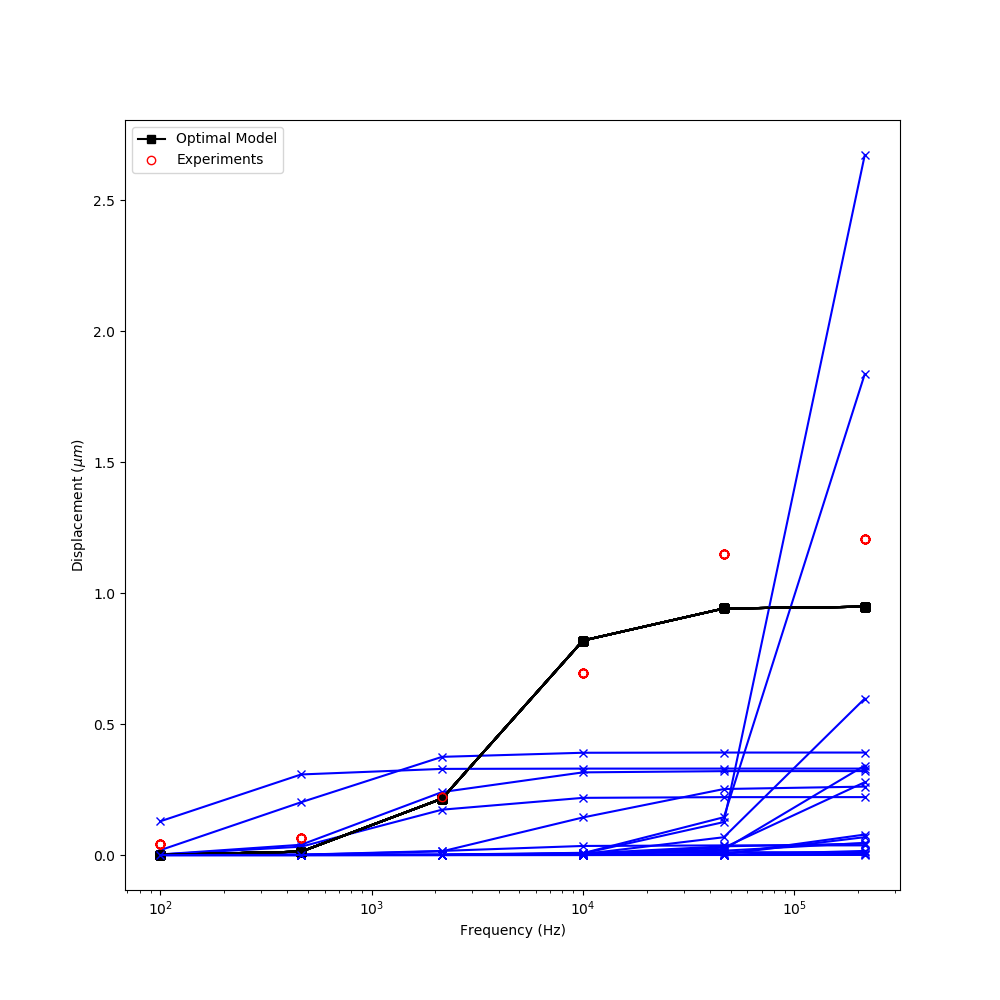 Optimal Model
Experiments
2.5
2.0
1.5
1.0
0.5
0.0
Displacement (μm)
10²
10³
10⁴
10⁵
Frequency (Hz)